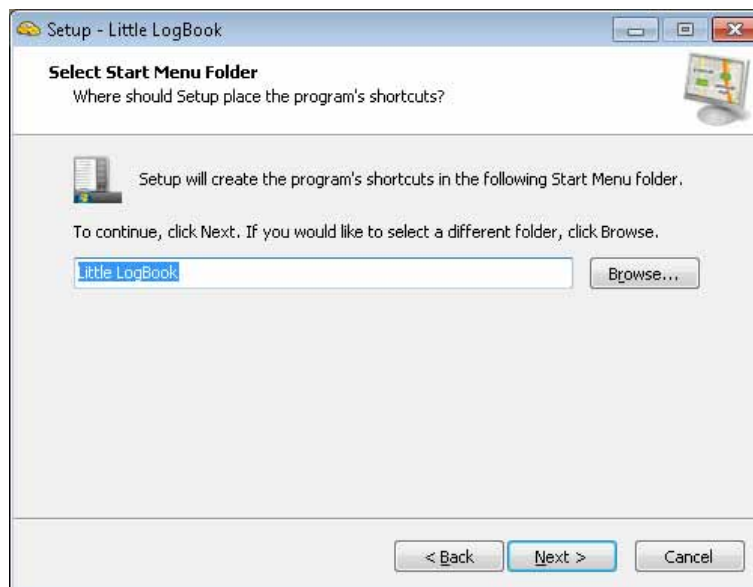 Setup - Little LogBook
Select Start Menu Folder
Where should Setup place the program's shortcuts?
Setup will create the program's shortcuts in the following Start Menu folder.
To continue, click Next. If you would like to select a different folder, click Browse.
Little LogBook
Browse...
< Back
Next >
Cancel